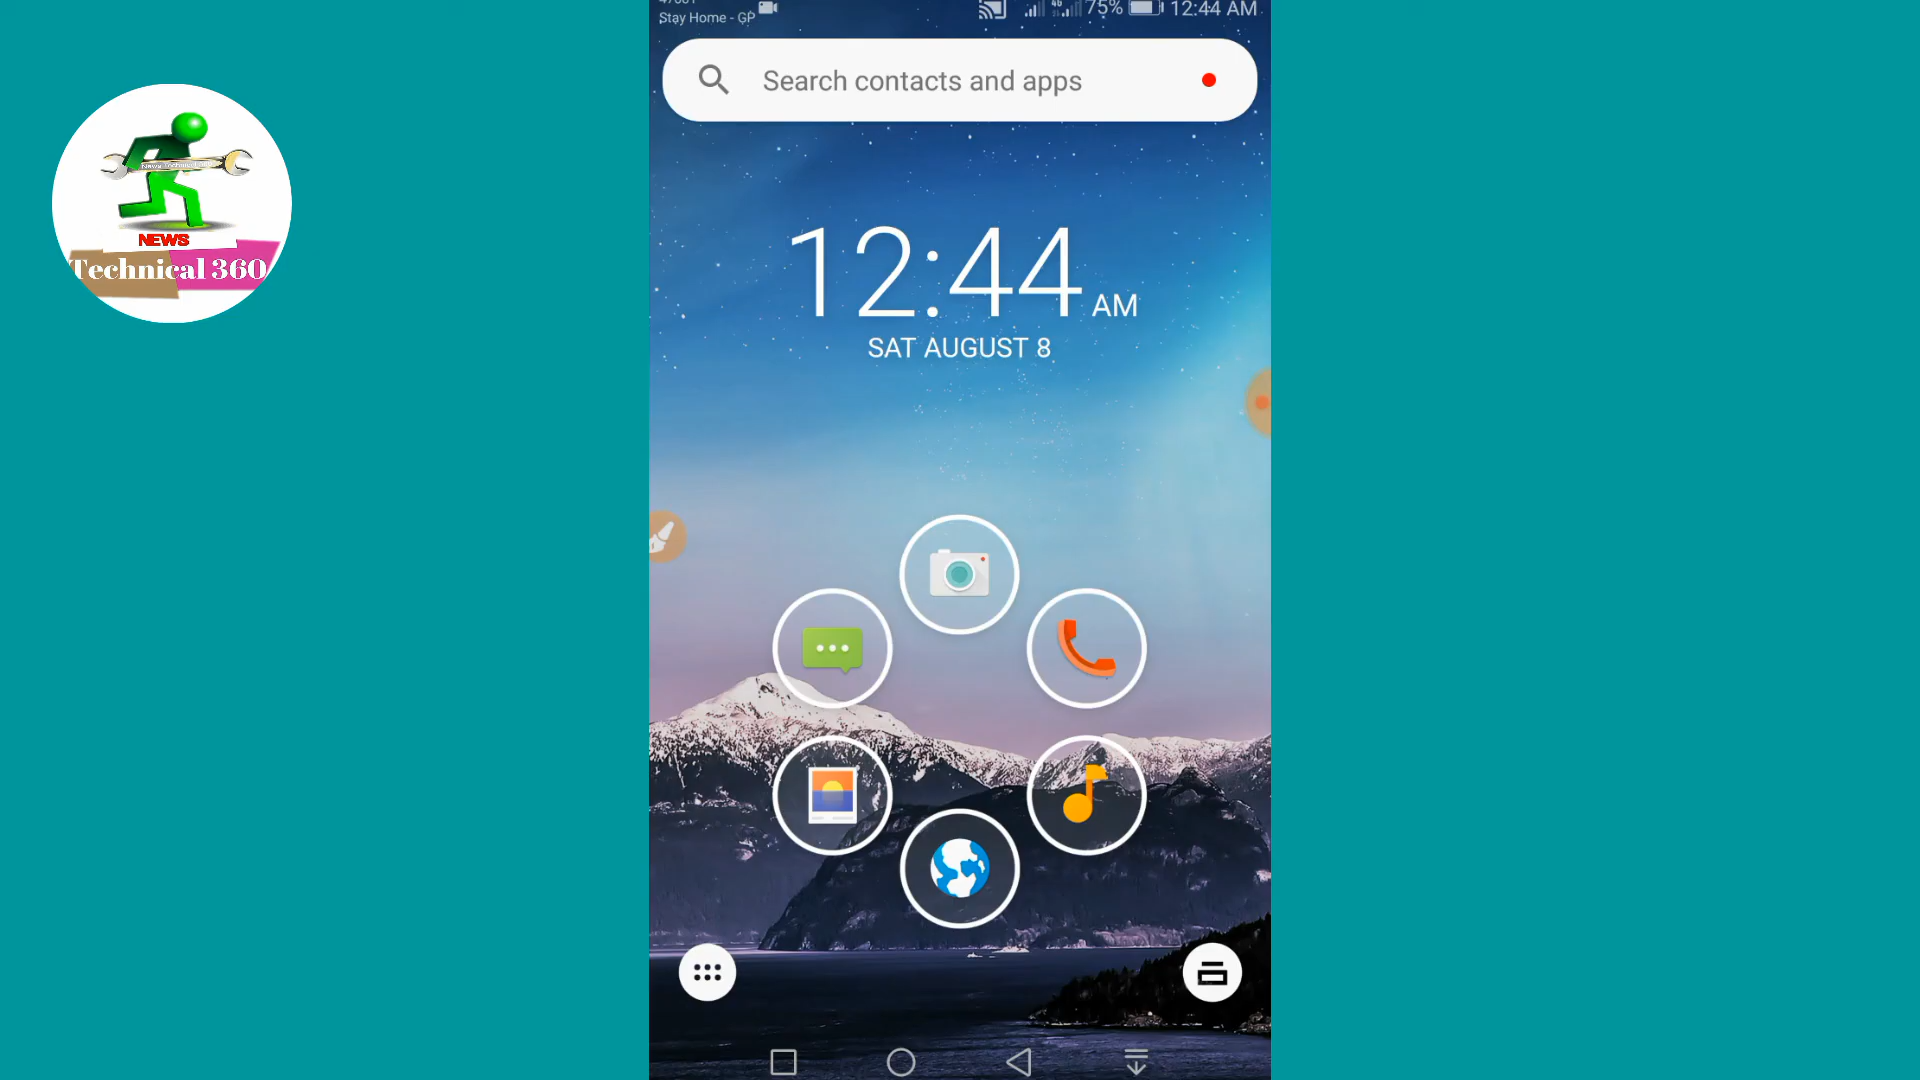 Stay Home - GP
75%
12:44 AM
Search contacts and apps
12:44 AM
SAT AUGUST 8
NEWS
Technical 360